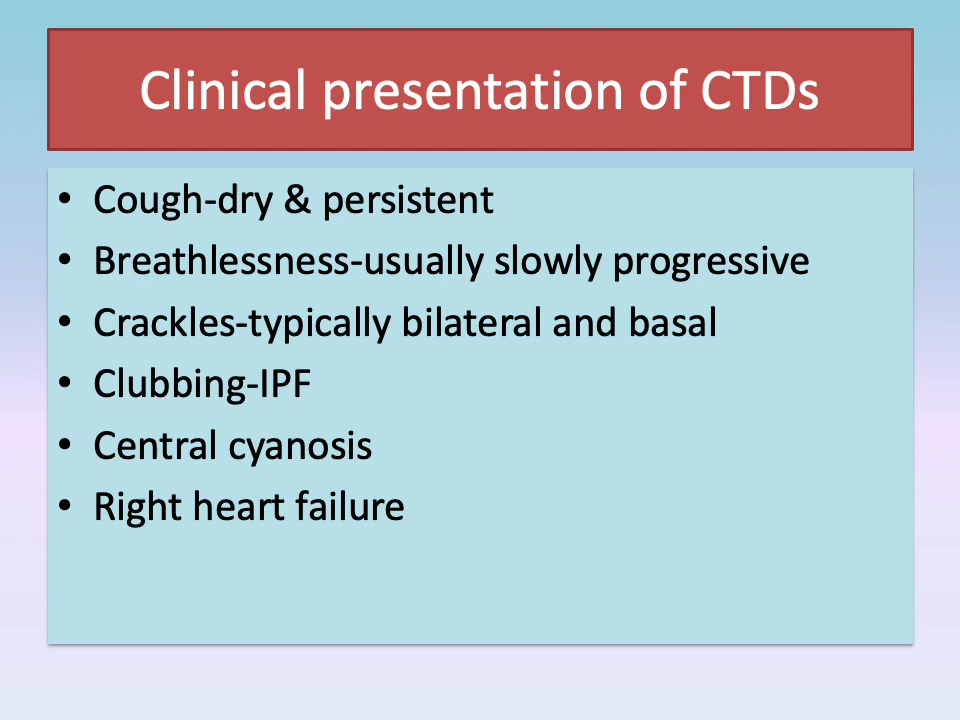 Clinical presentation of CTDs
• Cough-dry & persistent
• Breathlessness-usually slowly progressive
• Crackles-typically bilateral and basal
• Clubbing-IPF
• Central cyanosis
• Right heart failure